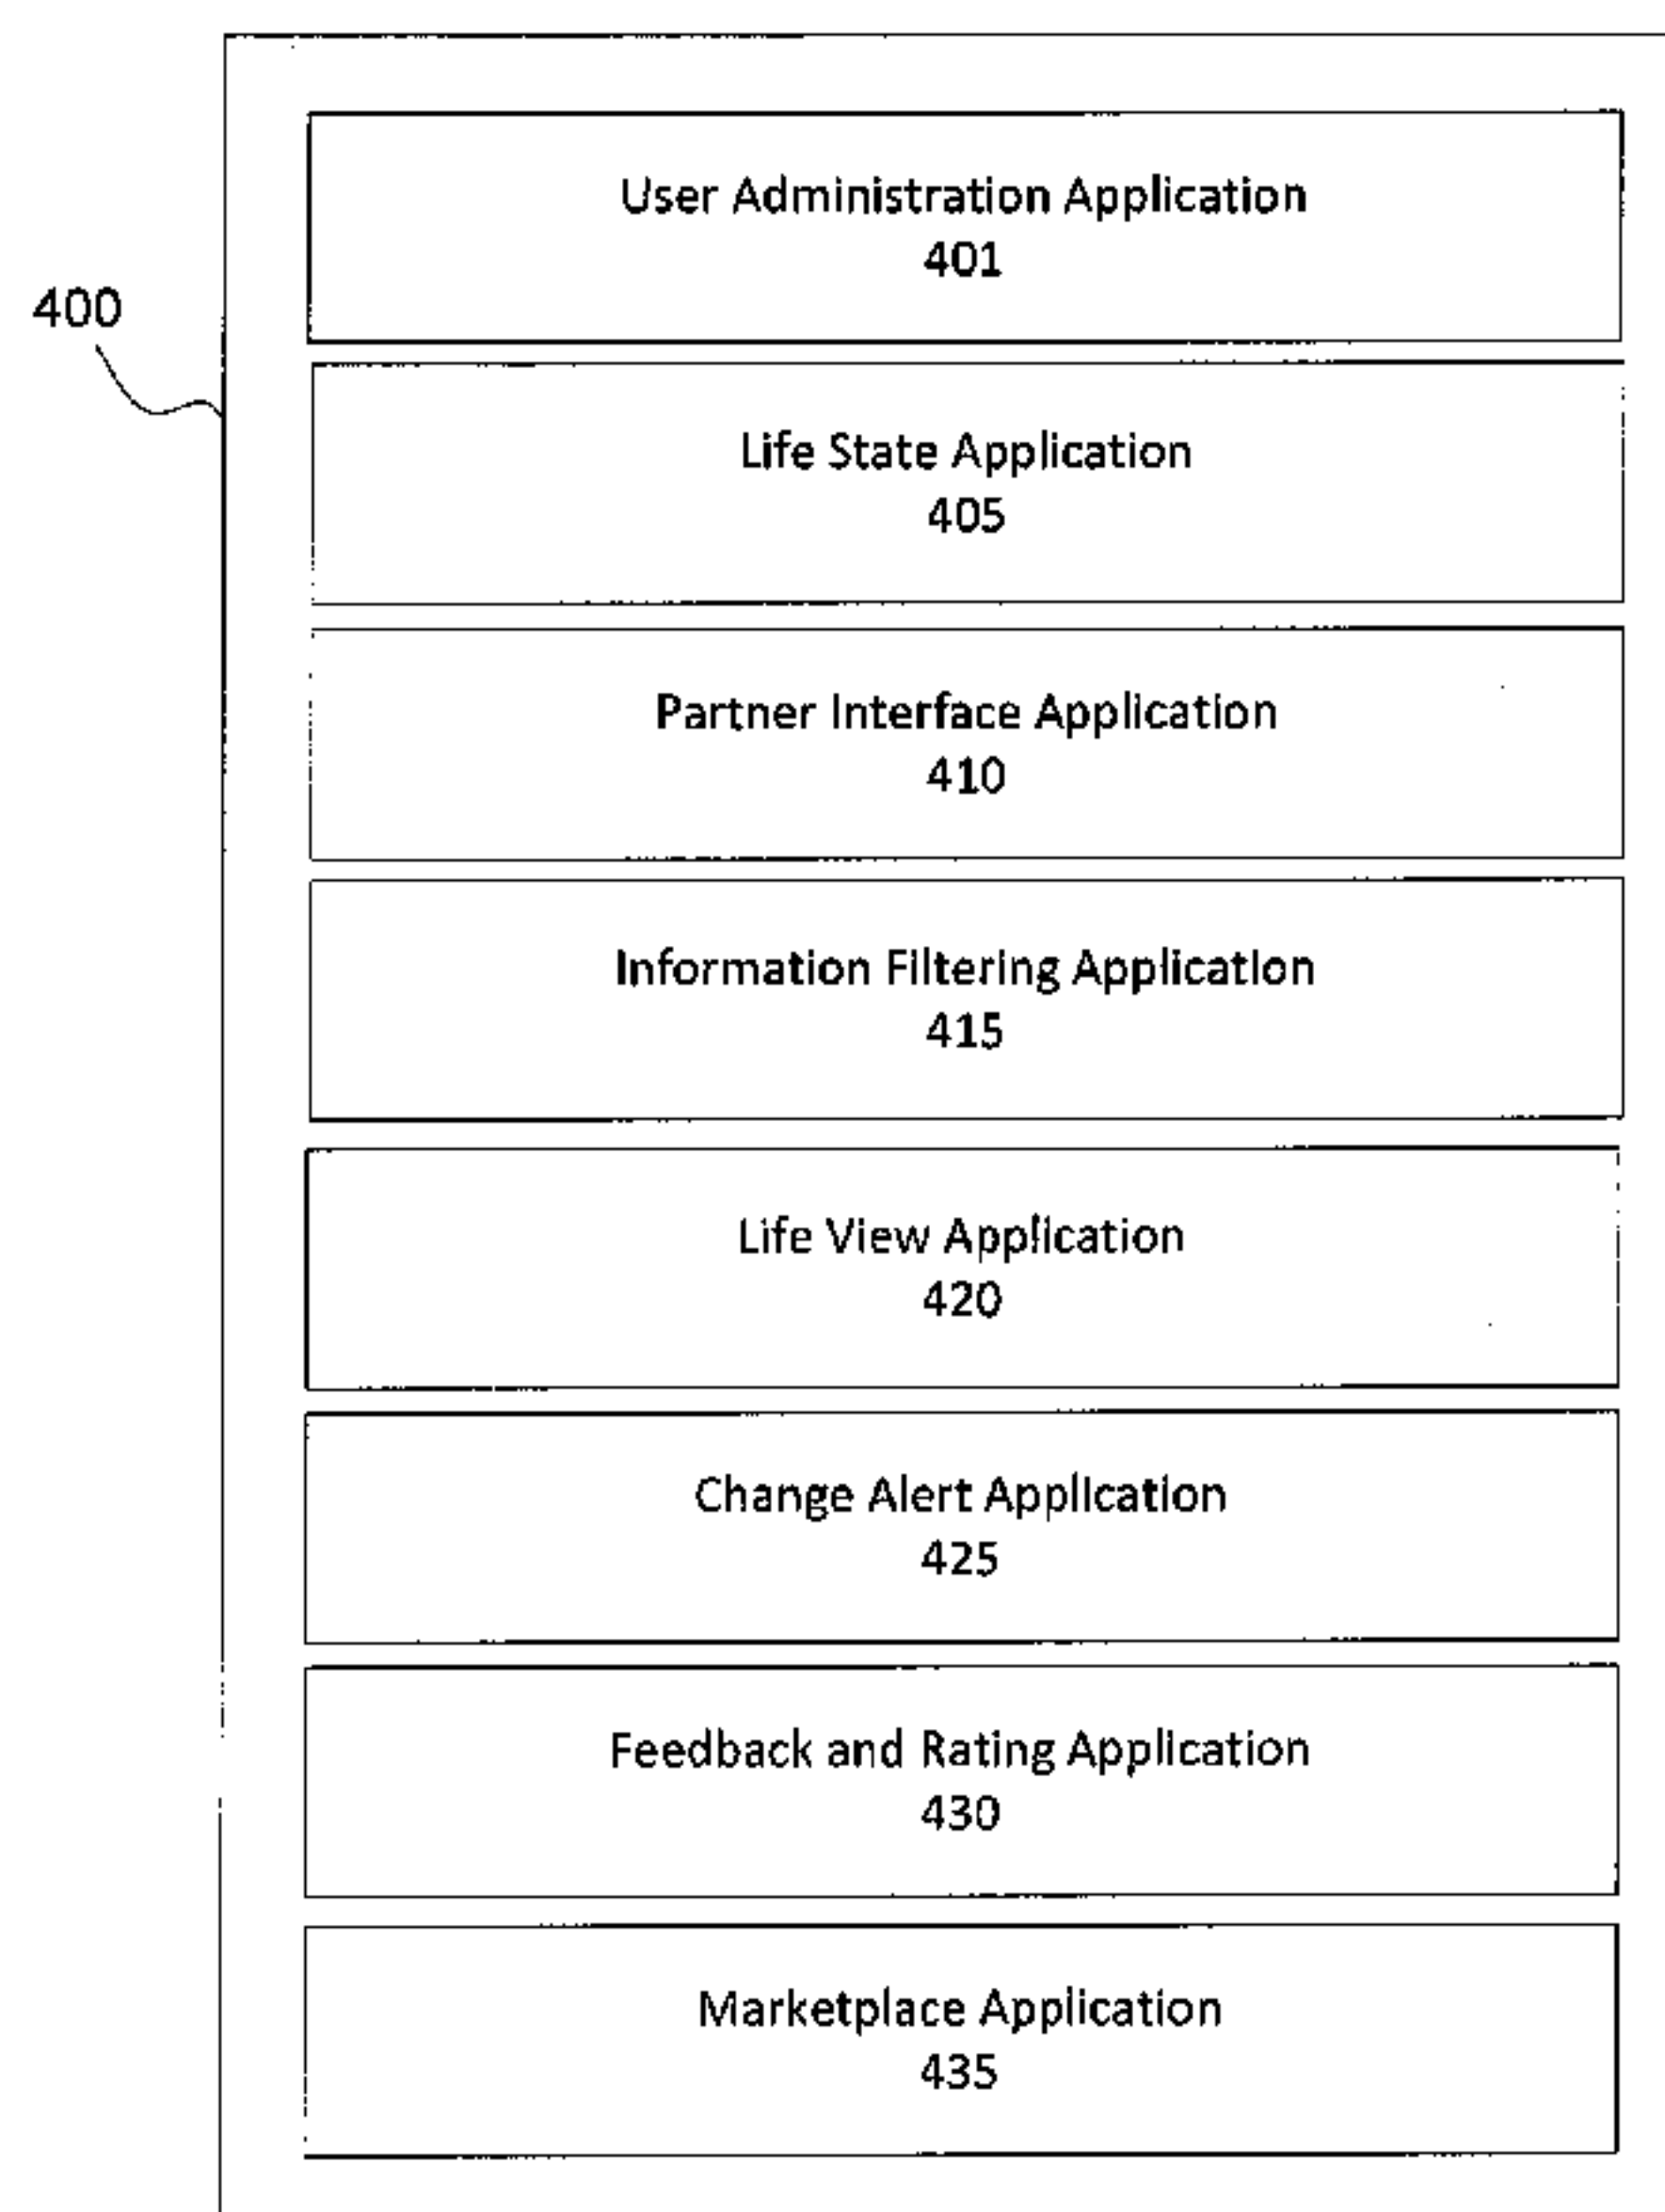 User Administration Application
401
400
Life State Application
405
Partner Interface Application
410
Information Filtering Application
415
Life View Application
420
Change Alert Application
425
Feedback and Rating Application
430
Marketplace Application
435